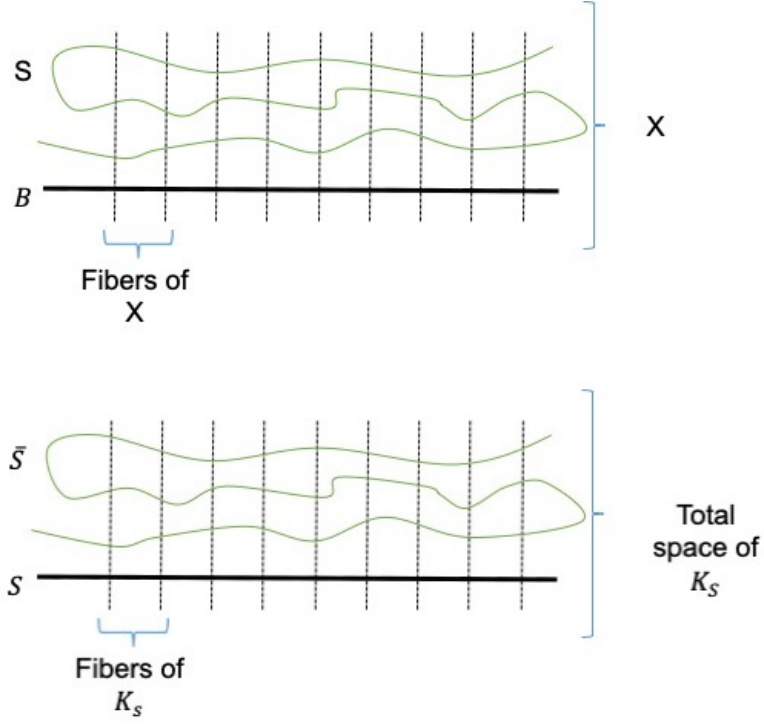 S
X
B
Fibers of
X
S̄
Total
space of
K_S
S
Fibers of
K_s